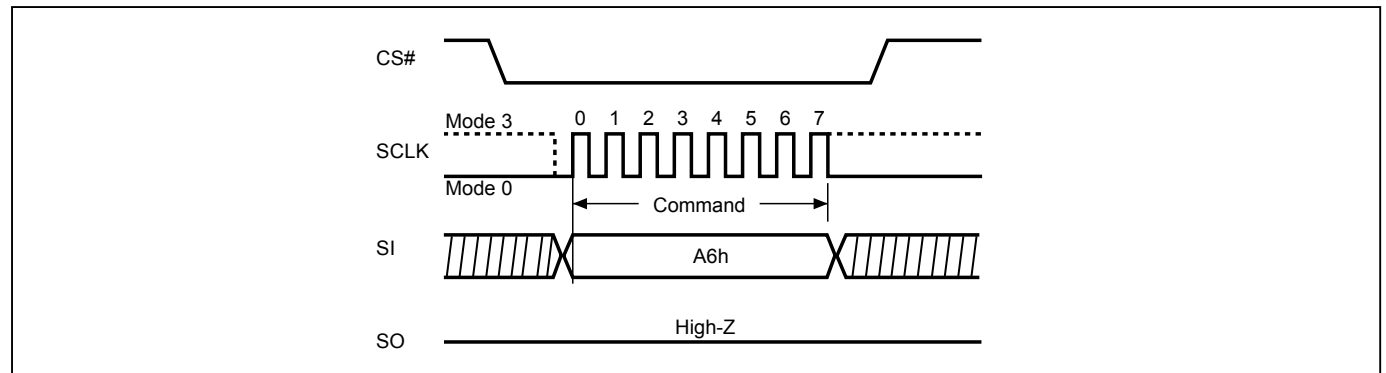 CS#
Mode 3
0 1 2 3 4 5 6 7
SCLK
Mode 0
Command
SI
A6h
High-Z
SO